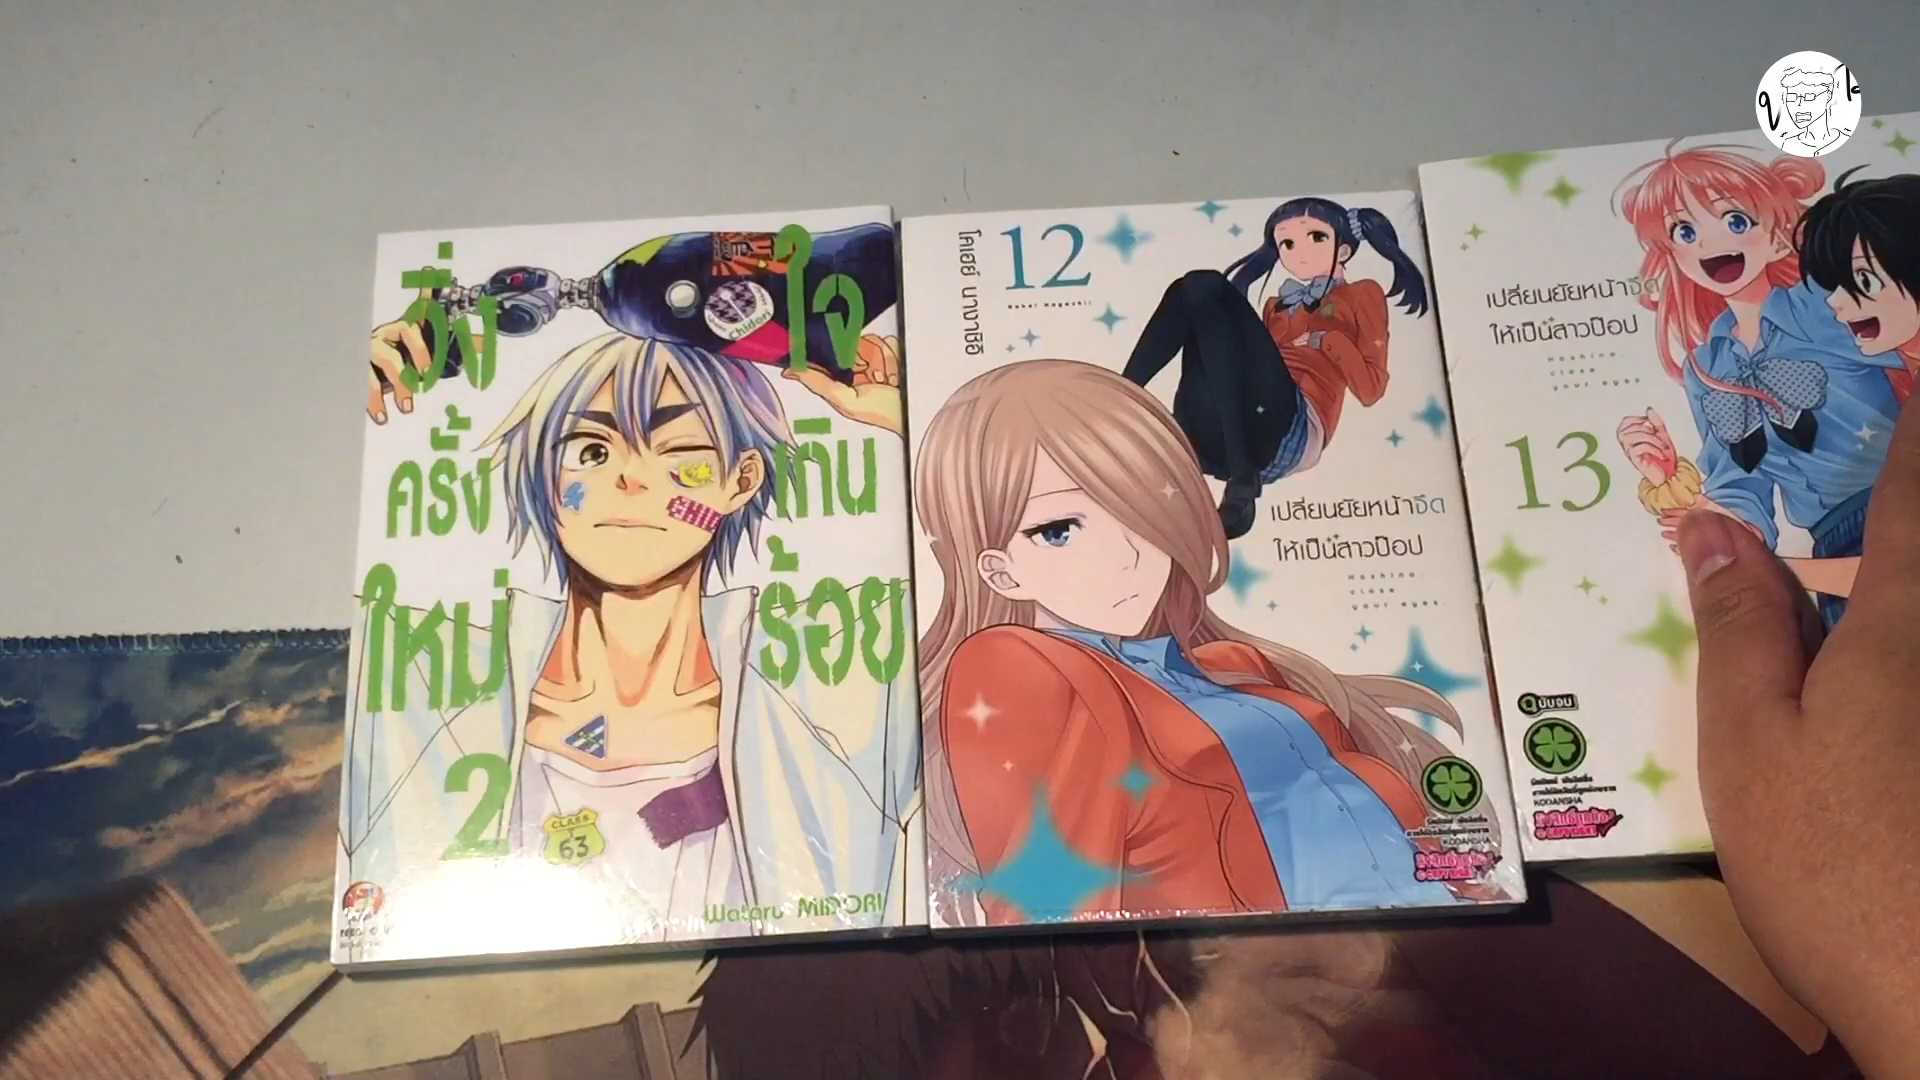 วิ่ง
ใจ
ครั้ง
เกิน
ใหม่
ร้อย
2
Chidori
CHID
CLASS
63
Wataru MIDORI
12
Kohei Nagashii
โคเฮย์ นางาชิอิ
เปลี่ยนยัยหน้าจืด
ให้เป็นสาวป๊อป
Hoshino,
close
your eyes.
KODANSHA
เปลี่ยนยัยหน้าจืด
ให้เป็นสาวป๊อป
Hoshino,
close
your eyes.
13
ฉบับจบ
KODANSHA